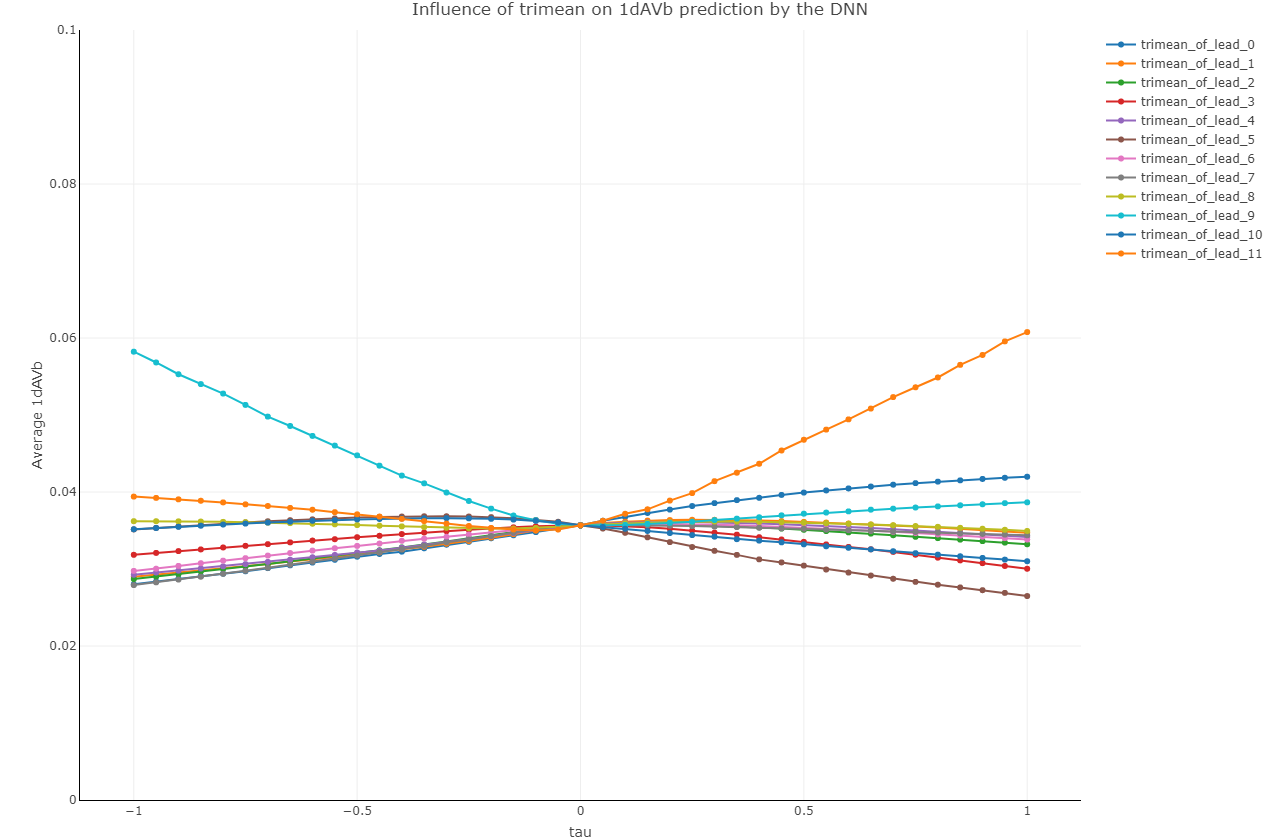 Influence of trimean on 1dAVb prediction by the DNN
0.1
0.08
0.06
0.04
0.02
0
Average 1dAVb
−1
−0.5
0
0.5
1
tau
trimean_of_lead_0
trimean_of_lead_1
trimean_of_lead_2
trimean_of_lead_3
trimean_of_lead_4
trimean_of_lead_5
trimean_of_lead_6
trimean_of_lead_7
trimean_of_lead_8
trimean_of_lead_9
trimean_of_lead_10
trimean_of_lead_11